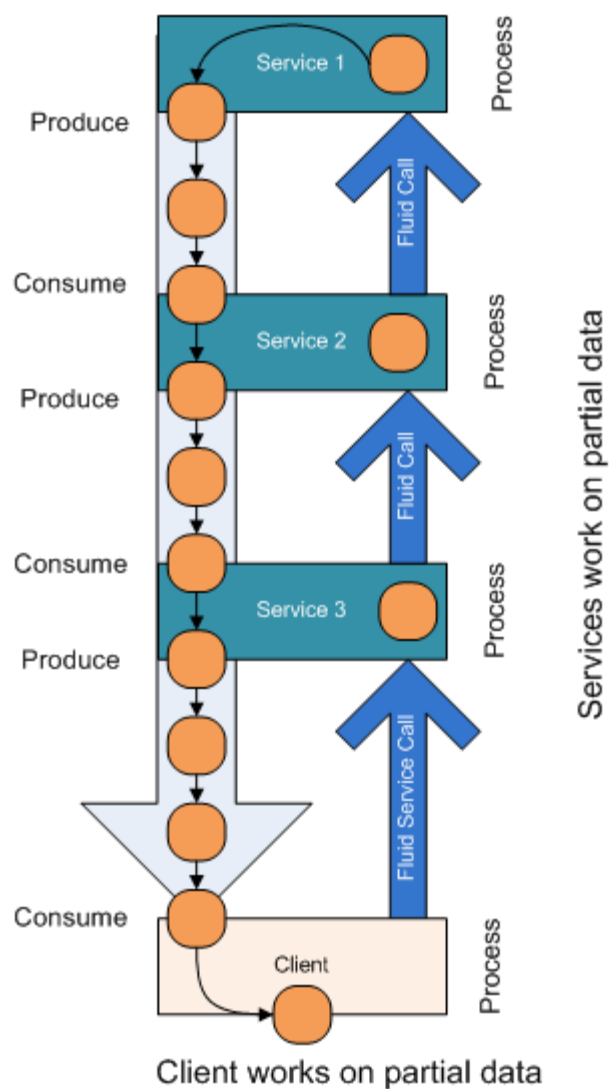 Service 1
Process
Produce
Fluid Call
Consume
Service 2
Process
Produce
Fluid Call
Services work on partial data
Consume
Service 3
Process
Produce
Fluid Service Call
Consume
Client
Process
Client works on partial data